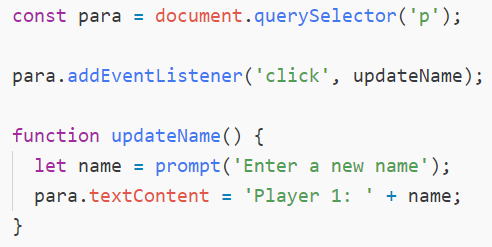 const para = document.querySelector('p');
para.addEventListener('click', updateName);
function updateName() {
let name = prompt('Enter a new name');
para.textContent = 'Player 1: ' + name;
}